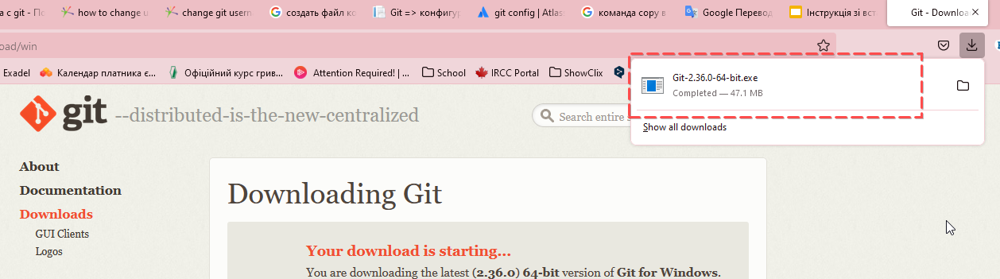 а с git - По
how to change u
change git usern
создать файл ко
Git => конфигур
git config | Atlas
команда copy в
Google Перевод
Інструкція зі вст
Git - Downloa
oad/win
Exadel
Календар платника є...
Офіційний курс грив...
Attention Required! | ...
School
IRCC Portal
ShowClix
Git-2.36.0-64-bit.exe
Completed — 47.1 MB
Show all downloads
git --distributed-is-the-new-centralized
Search entire s
About
Documentation
Downloads
GUI Clients
Logos
Downloading Git
Your download is starting...
You are downloading the latest (2.36.0) 64-bit version of Git for Windows.